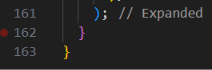 161 ); // Expanded
162 }
163 }